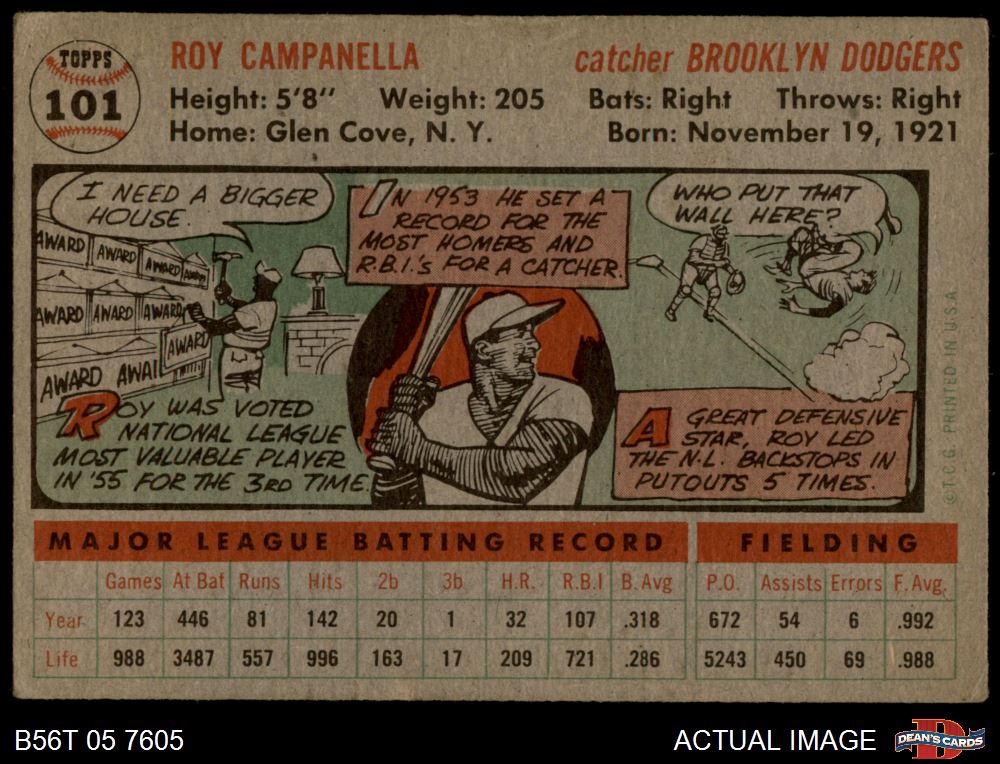 TOPPS
101
ROY CAMPANELLA
catcher BROOKLYN DODGERS
Height: 5'8" Weight: 205 Bats: Right Throws: Right
Home: Glen Cove, N. Y. Born: November 19, 1921
I NEED A BIGGER
HOUSE.
AWARD AWARD AWARD AWARD
AWARD AWARD AWARD
AWARD
AWARD AWAR
ROY WAS VOTED
NATIONAL LEAGUE
MOST VALUABLE PLAYER
IN '55 FOR THE 3RD TIME.
IN 1953 HE SET A
RECORD FOR THE
MOST HOMERS AND
R.B.I.'s FOR A CATCHER.
WHO PUT THAT
WALL HERE?
A GREAT DEFENSIVE
STAR, ROY LED
THE N.L. BACKSTOPS IN
PUTOUTS 5 TIMES.
© T.C.G. PRINTED IN U.S.A.
MAJOR LEAGUE BATTING RECORD FIELDING
Games At Bat Runs Hits 2b 3b H.R. R.B.I B. Avg P.O. Assists Errors F. Avg.
Year 123 446 81 142 20 1 32 107 .318 672 54 6 .992
Life 988 3487 557 996 163 17 209 721 .286 5243 450 69 .988
B56T 05 7605
ACTUAL IMAGE
D
DEAN'S CARDS